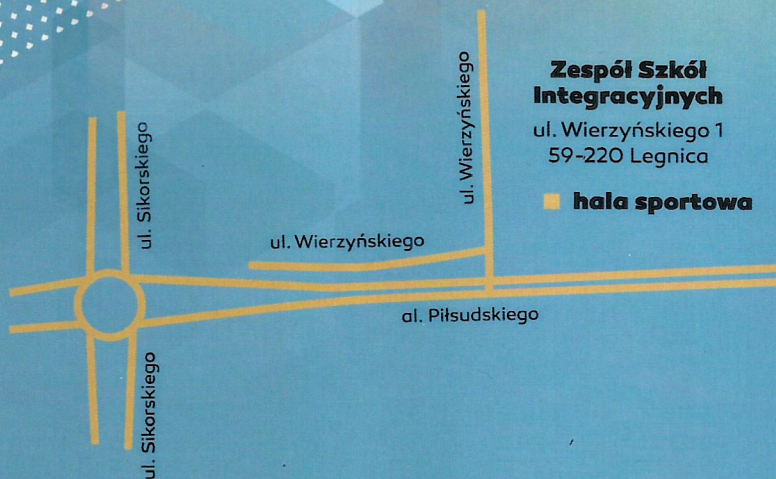 Zespół Szkół
Integracyjnych
ul. Wierzyńskiego 1
59-220 Legnica
hala sportowa
ul. Wierzyńskiego
ul. Sikorskiego
ul. Wierzyńskiego
al. Piłsudskiego
ul. Sikorskiego